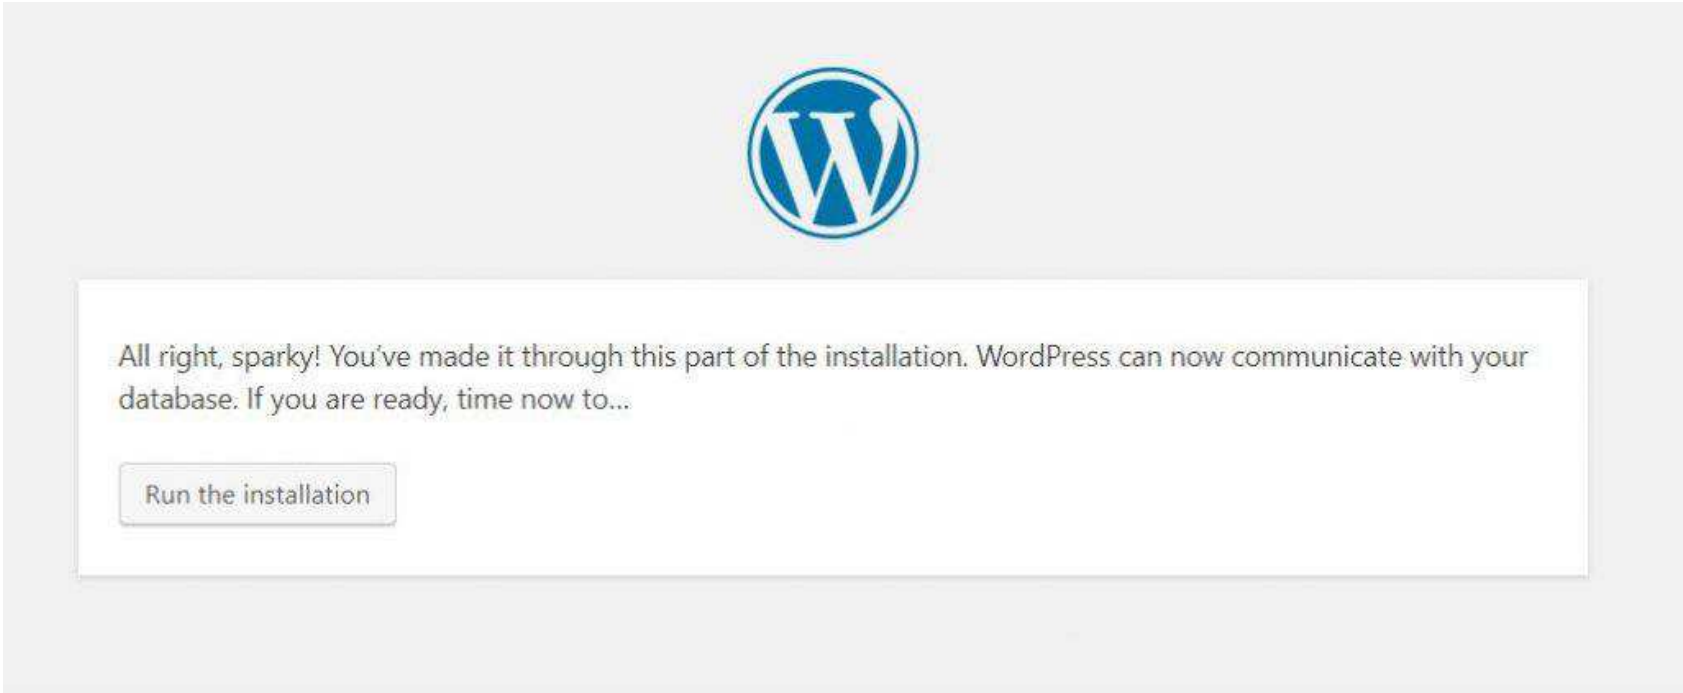 All right, sparky! You've made it through this part of the installation. WordPress can now communicate with your
database. If you are ready, time now to…
Run the installation